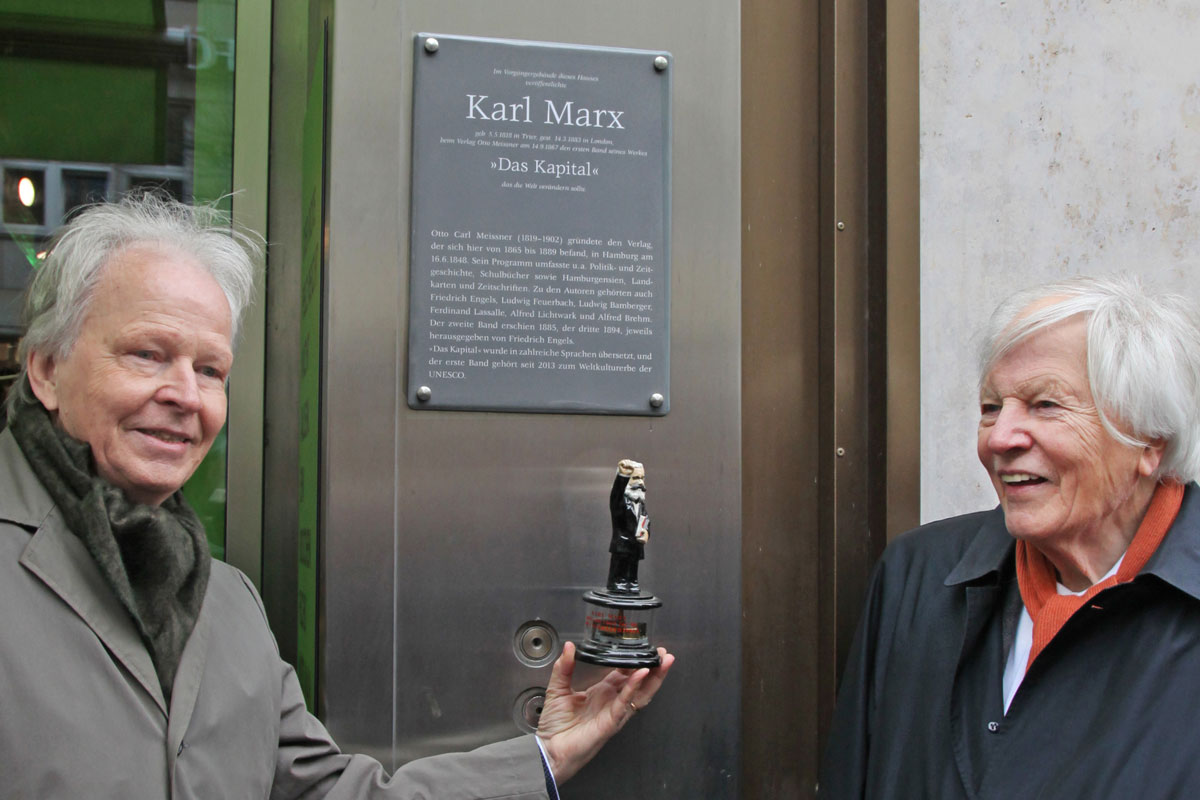 Im Vorgängergebäude dieses Hauses
veröffentlichte
Karl Marx
geb. 5.5.1818 in Trier, gest. 14.3.1883 in London,
beim Verlag Otto Meissner am 14.9.1867 den ersten Band seines Werkes
»Das Kapital«
das die Welt verändern sollte
Otto Carl Meissner (1819–1902) gründete den Verlag,
der sich hier von 1865 bis 1889 befand, in Hamburg am
16.6.1848. Sein Programm umfasste u.a. Politik- und Zeit-
geschichte, Schulbücher sowie Hamburgensien, Land-
karten und Zeitschriften. Zu den Autoren gehörten auch
Friedrich Engels, Ludwig Feuerbach, Ludwig Bamberger,
Ferdinand Lassalle, Alfred Lichtwark und Alfred Brehm.
Der zweite Band erschien 1885, der dritte 1894, jeweils
herausgegeben von Friedrich Engels.
»Das Kapital« wurde in zahlreiche Sprachen übersetzt, und
der erste Band gehört seit 2013 zum Weltkulturerbe der
UNESCO.